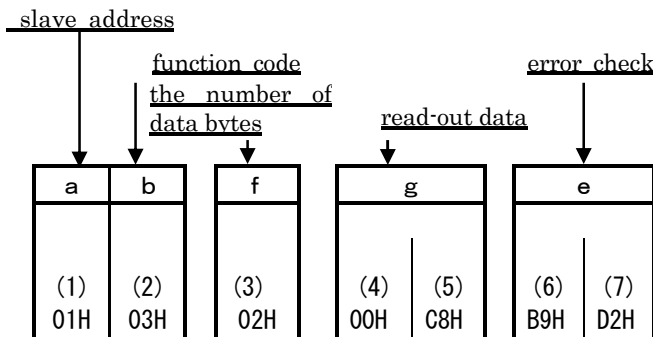 slave address
function code
the number of
data bytes
read-out data
error check
a b f g e
(1) (2) (3) (4) (5) (6) (7)
01H 03H 02H 00H C8H B9H D2H